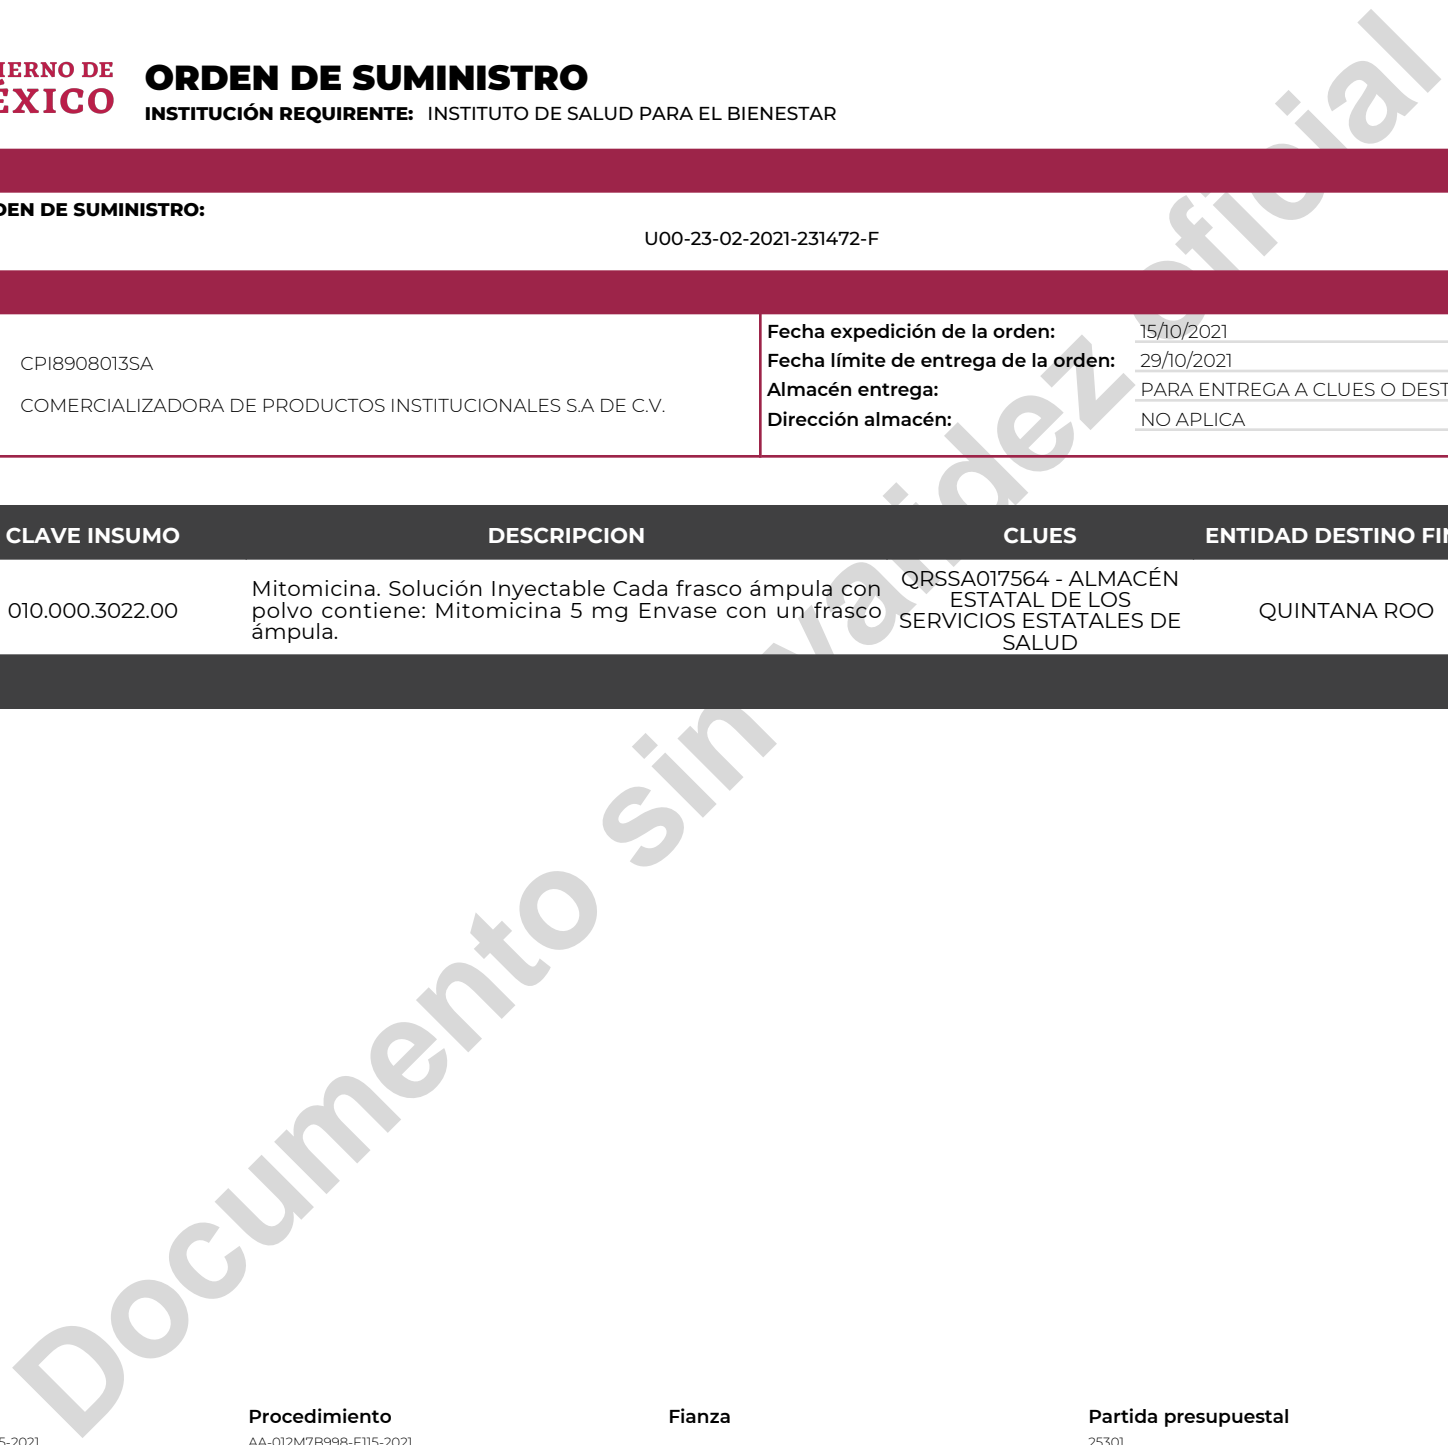 ORDEN DE SUMINISTRO
INSTITUCIÓN REQUIRENTE: INSTITUTO DE SALUD PARA EL BIENESTAR
DE
DE SUMINISTRO:
U00-23-02-2021-231472-F
CPI8908013SA
COMERCIALIZADORA DE PRODUCTOS INSTITUCIONALES S.A DE C.V.
Fecha expedición de la orden: 15/10/2021
Fecha límite de entrega de la orden: 29/10/2021
Almacén entrega: PARA ENTREGA A CLUES O DEST
Dirección almacén: NO APLICA
CLAVE INSUMO DESCRIPCION CLUES ENTIDAD DESTINO
010.000.3022.00
Mitomicina. Solución Inyectable Cada frasco ámpula con
polvo contiene: Mitomicina 5 mg Envase con un frasco
ámpula.
QRSSA017564 - ALMACÉN
ESTATAL DE LOS
SERVICIOS ESTATALES DE
SALUD
QUINTANA ROO
Documento sin validez oficial
Procedimiento Fianza Partida presupuestal
AA-012M7B998-E115-2021 25301